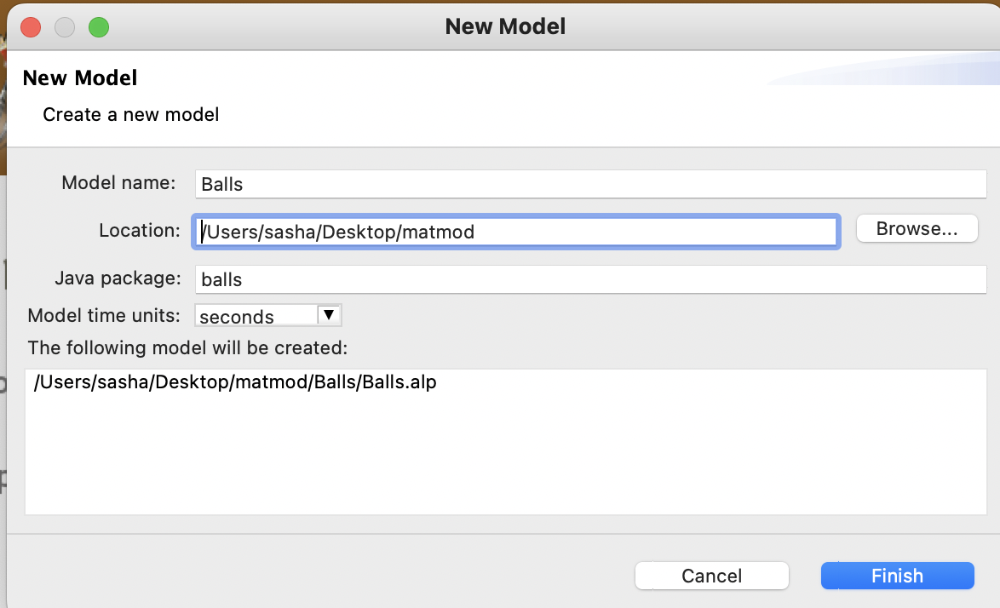 New Model
New Model
Create a new model
Model name: Balls
Location: /Users/sasha/Desktop/matmod Browse...
Java package: balls
Model time units: seconds
The following model will be created:
/Users/sasha/Desktop/matmod/Balls/Balls.alp
Cancel Finish